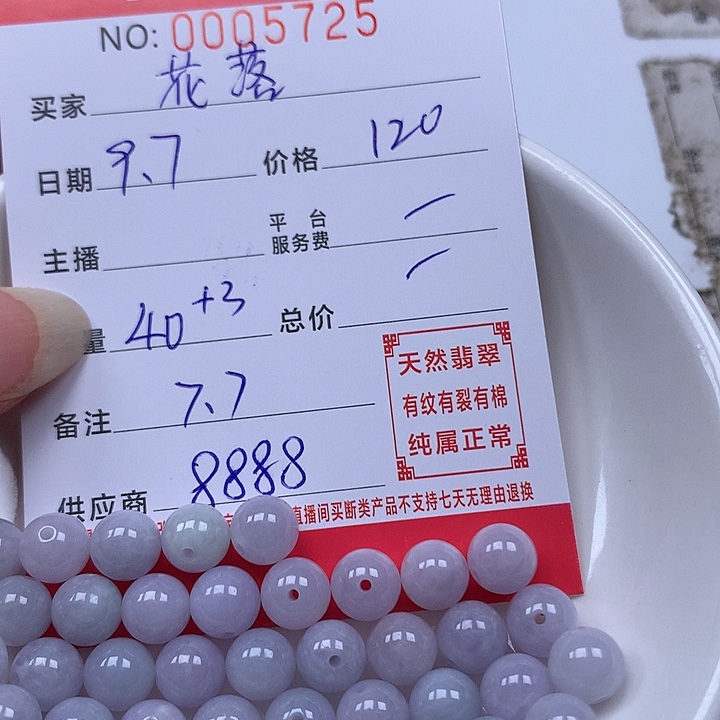 NO: 0005725
买家 花落
日期 9.7 价格 120
主播 平台服务费 —
量 40+3 总价 —
备注 7.7
供应商 8888
天然翡翠
有纹有裂有棉
纯属正常
直播间买断类产品不支持七天无理由退换